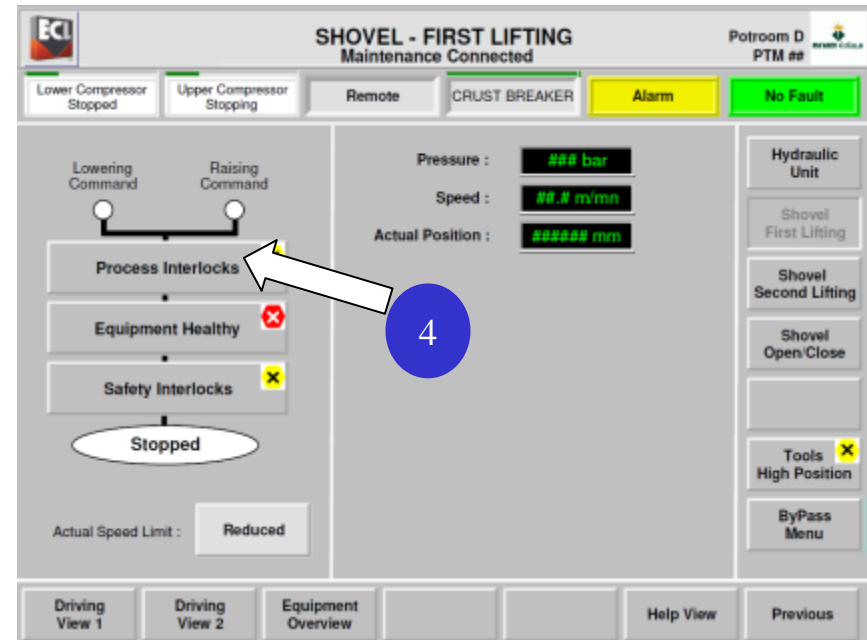 ECL
SHOVEL - FIRST LIFTING
Maintenance Connected
Potroom D
PTM ##
Lower Compressor
Stopped
Upper Compressor
Stopping
Remote
CRUST BREAKER
Alarm
No Fault
Lowering
Command
Raising
Command
Process Interlocks
Equipment Healthy
Safety Interlocks
Stopped
Actual Speed Limit :
Reduced
Pressure :
### bar
Speed :
##.# m/mn
Actual Position :
###### mm
4
Hydraulic
Unit
Shovel
First Lifting
Shovel
Second Lifting
Shovel
Open/Close
Tools
High Position
ByPass
Menu
Driving
View 1
Driving
View 2
Equipment
Overview
Help View
Previous